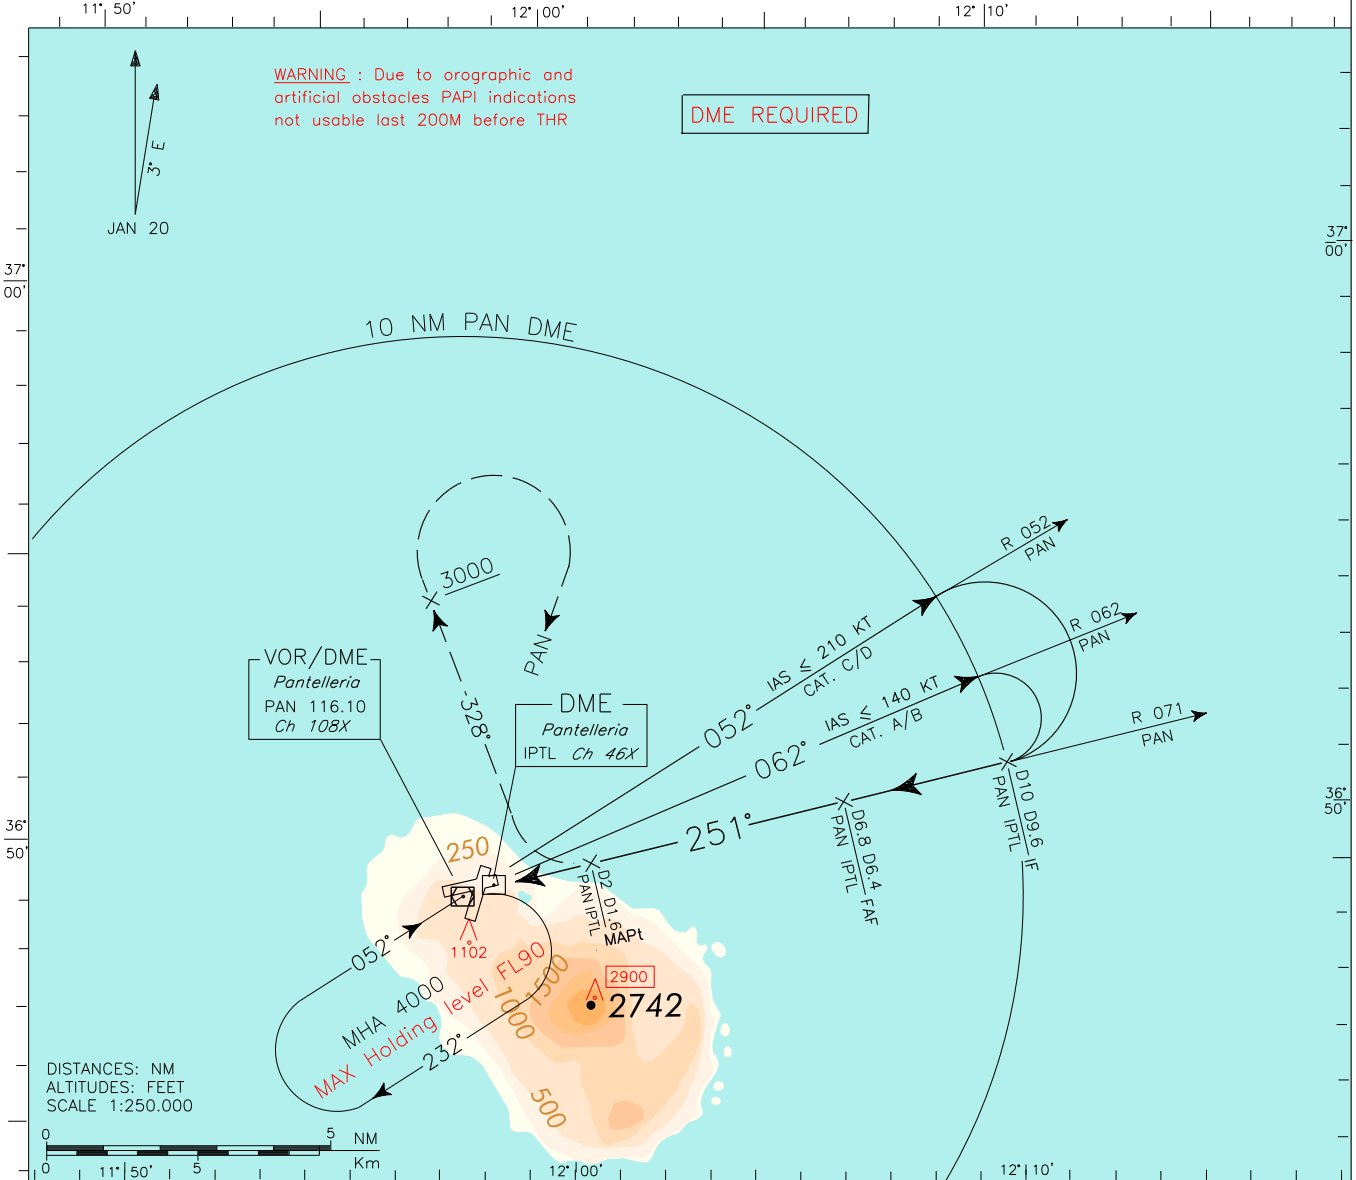 11° 50'
12° 00'
12° 10'
WARNING : Due to orographic and
artificial obstacles PAPI indications
not usable last 200M before THR
DME REQUIRED
3° E
JAN 20
37°
00'
37°
00'
10 NM PAN DME
3000
PAN
328°
R 052
PAN
R 062
PAN
R 071
PAN
IAS ≤ 210 KT
CAT. C/D
052°
IAS ≤ 140 KT
CAT. A/B
062°
251°
VOR/DME
Pantelleria
PAN 116.10
Ch 108X
DME
Pantelleria
IPTL Ch 46X
D10 D9.6
PAN IPTL
IF
D6.8 D6.4
PAN IPTL
FAF
D2 D1.6
PAN IPTL
MAPt
36°
50'
36°
50'
250
1102
052°
MHA 4000
MAX Holding level FL90
232°
1000
1500
500
2900
2742
DISTANCES: NM
ALTITUDES: FEET
SCALE 1:250.000
0 5 NM
0 5 Km
11° 50'
12° 00'
12° 10'